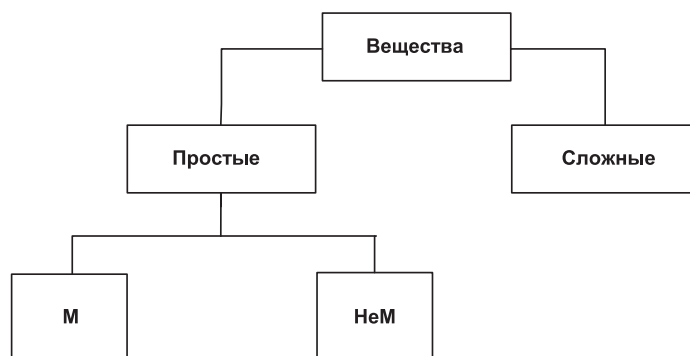 Вещества
Простые
Сложные
М
НеМ